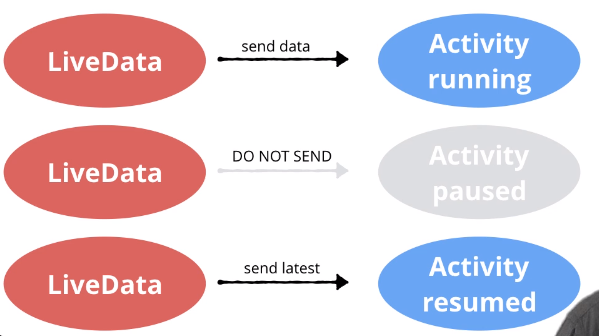 LiveData
send data
Activity
running
LiveData
DO NOT SEND
Activity
paused
LiveData
send latest
Activity
resumed